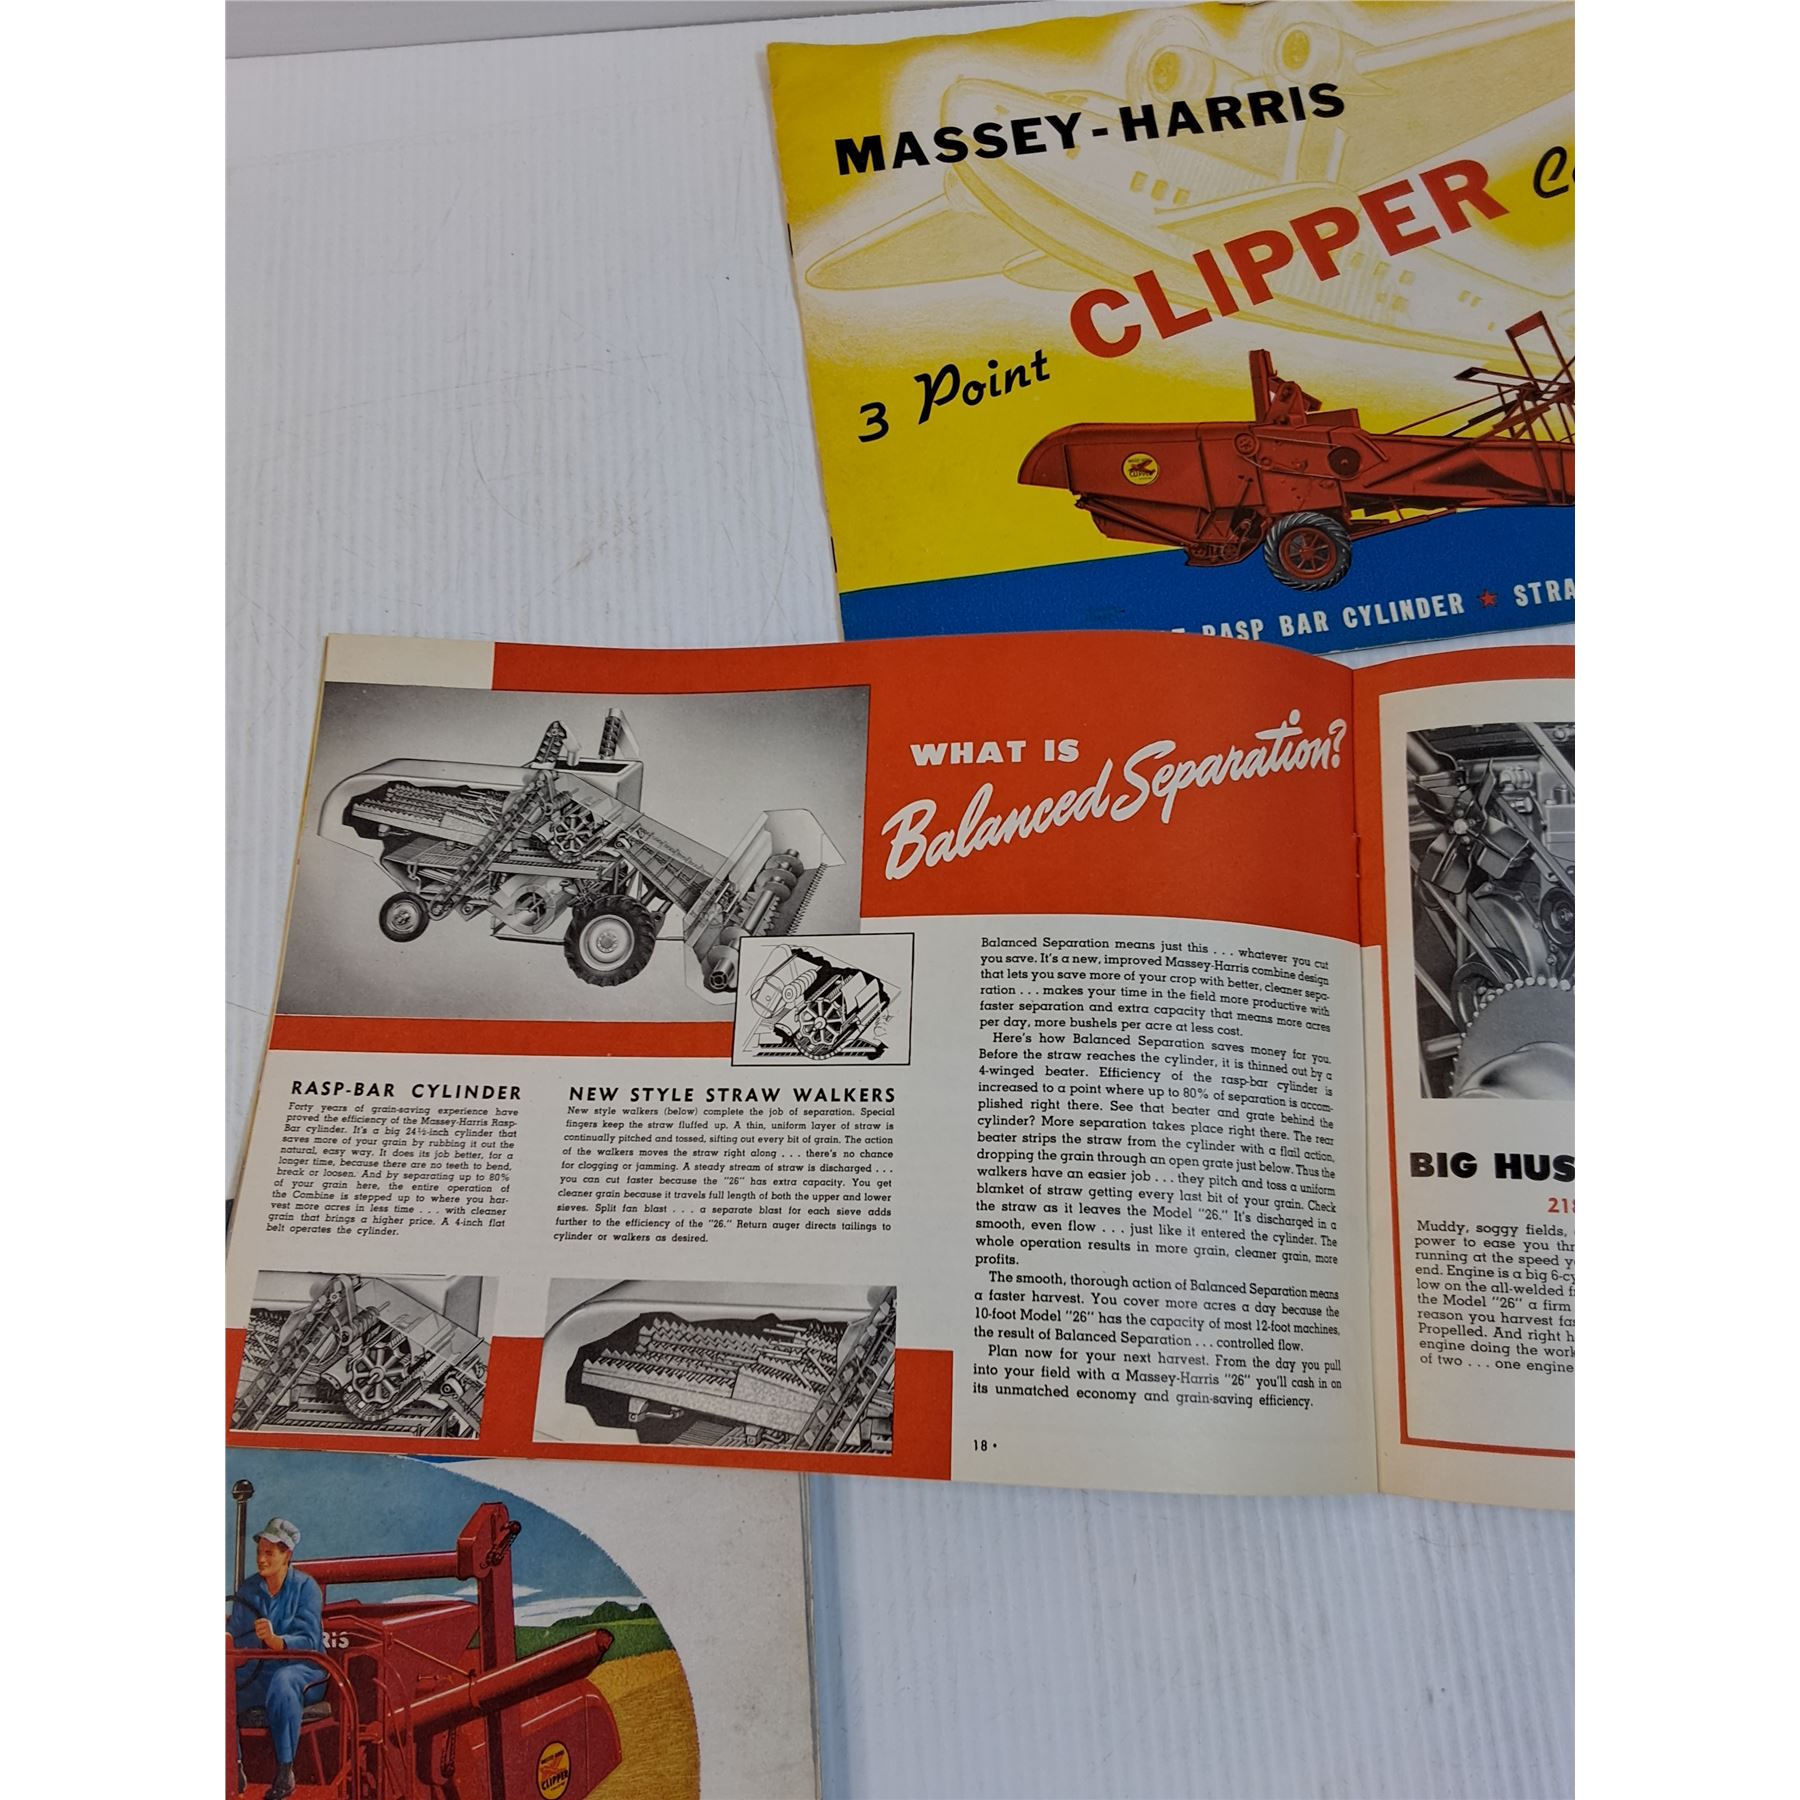 MASSEY-HARRIS
3 Point CLIPPER
RASP BAR CYLINDER ★ STRA
CLIPPER
WHAT IS
Balanced Separation?
RASP-BAR CYLINDER
Forty years of grain-saving experience have
proved the efficiency of the Massey-Harris Rasp-
Bar cylinder. It's a big 24½-inch cylinder that
saves more of your grain by rubbing it out the
natural, easy way. It does its job better, for a
longer time, because there are no teeth to bend,
break or loosen. And by separating up to 80%
of your grain here, the entire operation of
the Combine is stepped up to where you har-
vest more acres in less time . . . with cleaner
grain that brings a higher price. A 4-inch flat
belt operates the cylinder.
NEW STYLE STRAW WALKERS
New style walkers (below) complete the job of separation. Special
fingers keep the straw fluffed up. A thin, uniform layer of straw is
continually pitched and tossed, sifting out every bit of grain. The action
of the walkers moves the straw right along . . . there's no chance
for clogging or jamming. A steady stream of straw is discharged . . .
you can cut faster because the "26" has extra capacity. You get
cleaner grain because it travels full length of both the upper and lower
sieves. Split fan blast . . . a separate blast for each sieve adds
further to the efficiency of the "26." Return auger directs tailings to
cylinder or walkers as desired.
Balanced Separation means just this . . . whatever you cut
you save. It's a new, improved Massey-Harris combine design
that lets you save more of your crop with better, cleaner sepa-
ration . . . makes your time in the field more productive with
faster separation and extra capacity that means more acres
per day, more bushels per acre at less cost.
Here's how Balanced Separation saves money for you.
Before the straw reaches the cylinder, it is thinned out by a
4-winged beater. Efficiency of the rasp-bar cylinder is
increased to a point where up to 80% of separation is accom-
plished right there. See that beater and grate behind the
cylinder? More separation takes place right there. The rear
beater strips the straw from the cylinder with a flail action,
dropping the grain through an open grate just below. Thus the
walkers have an easier job . . . they pitch and toss a uniform
blanket of straw getting every last bit of your grain. Check
the straw as it leaves the Model "26." It's discharged in a
smooth, even flow . . . just like it entered the cylinder. The
whole operation results in more grain, cleaner grain, more
profits.
The smooth, thorough action of Balanced Separation means
a faster harvest. You cover more acres a day because the
10-foot Model "26" has the capacity of most 12-foot machines,
the result of Balanced Separation . . . controlled flow.
Plan now for your next harvest. From the day you pull
into your field with a Massey-Harris "26" you'll cash in on
its unmatched economy and grain-saving efficiency.
18 •
BIG HUS
218
Muddy, soggy fields,
power to ease you thr
running at the speed y
end. Engine is a big 6-cy
low on the all-welded f
the Model "26" a firm
reason you harvest fas
Propelled. And right h
engine doing the work
of two . . . one engine
RIS
CLIPPER